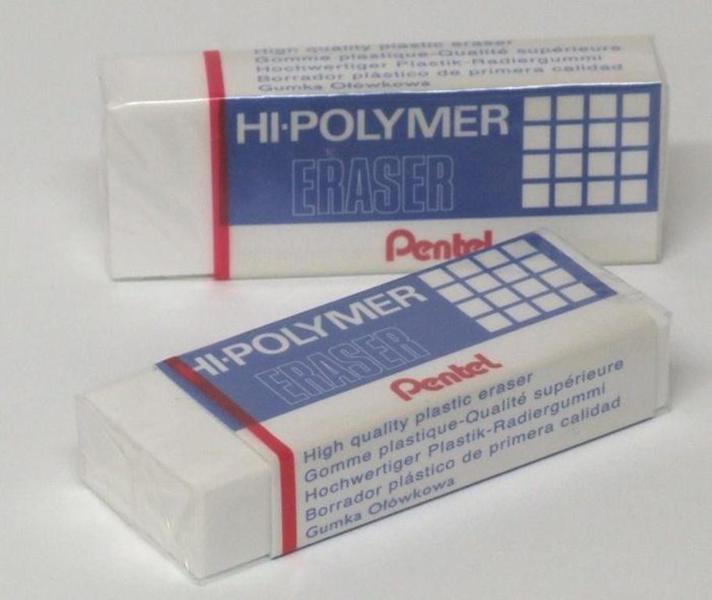 High quality plastic eraser
Gomme plastique-Qualité supérieure
Hochwertiger Plastik-Radiergummi
Borrador plástico de primera calidad
Gumka Ołówkowa
HI·POLYMER
ERASER
Pentel
HI·POLYMER
ERASER
Pentel
High quality plastic eraser
Gomme plastique-Qualité supérieure
Hochwertiger Plastik-Radiergummi
Borrador plástico de primera calidad
Gumka Ołówkowa